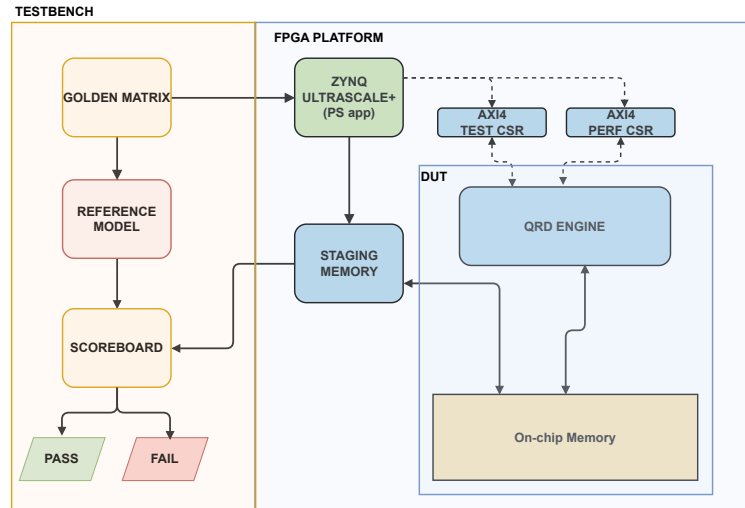 TESTBENCH
FPGA PLATFORM
GOLDEN MATRIX
ZYNQ
ULTRASCALE+
(PS app)
AXI4
TEST CSR
AXI4
PERF CSR
DUT
REFERENCE
MODEL
QRD ENGINE
STAGING
MEMORY
SCOREBOARD
On-chip Memory
PASS
FAIL